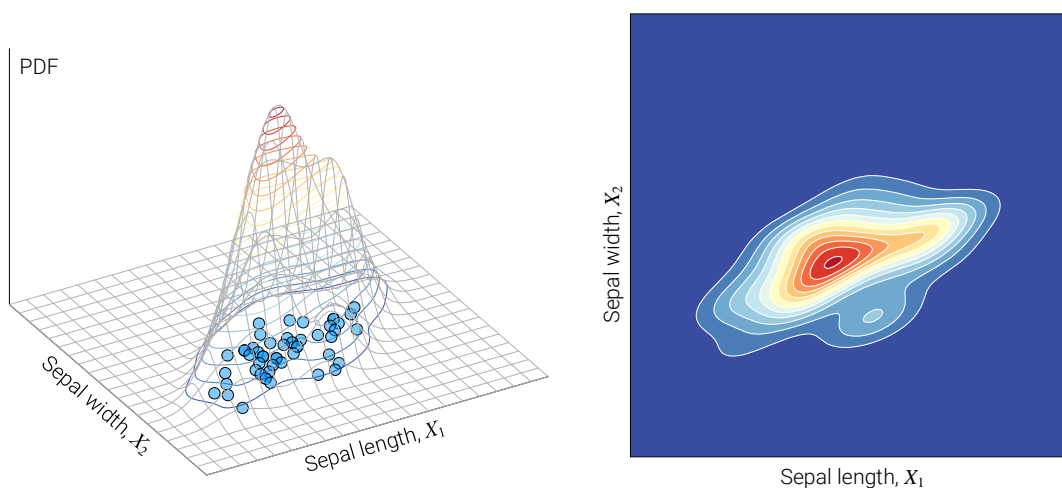 PDF
Sepal width, X2
Sepal length, X1
Sepal width, X2
Sepal length, X1